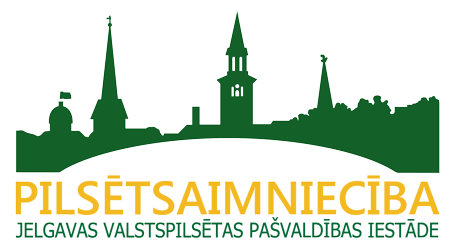 PILSĒTSAIMNIECĪBA
JELGAVAS VALSTSPILSĒTAS PAŠVALDĪBAS IESTĀDE